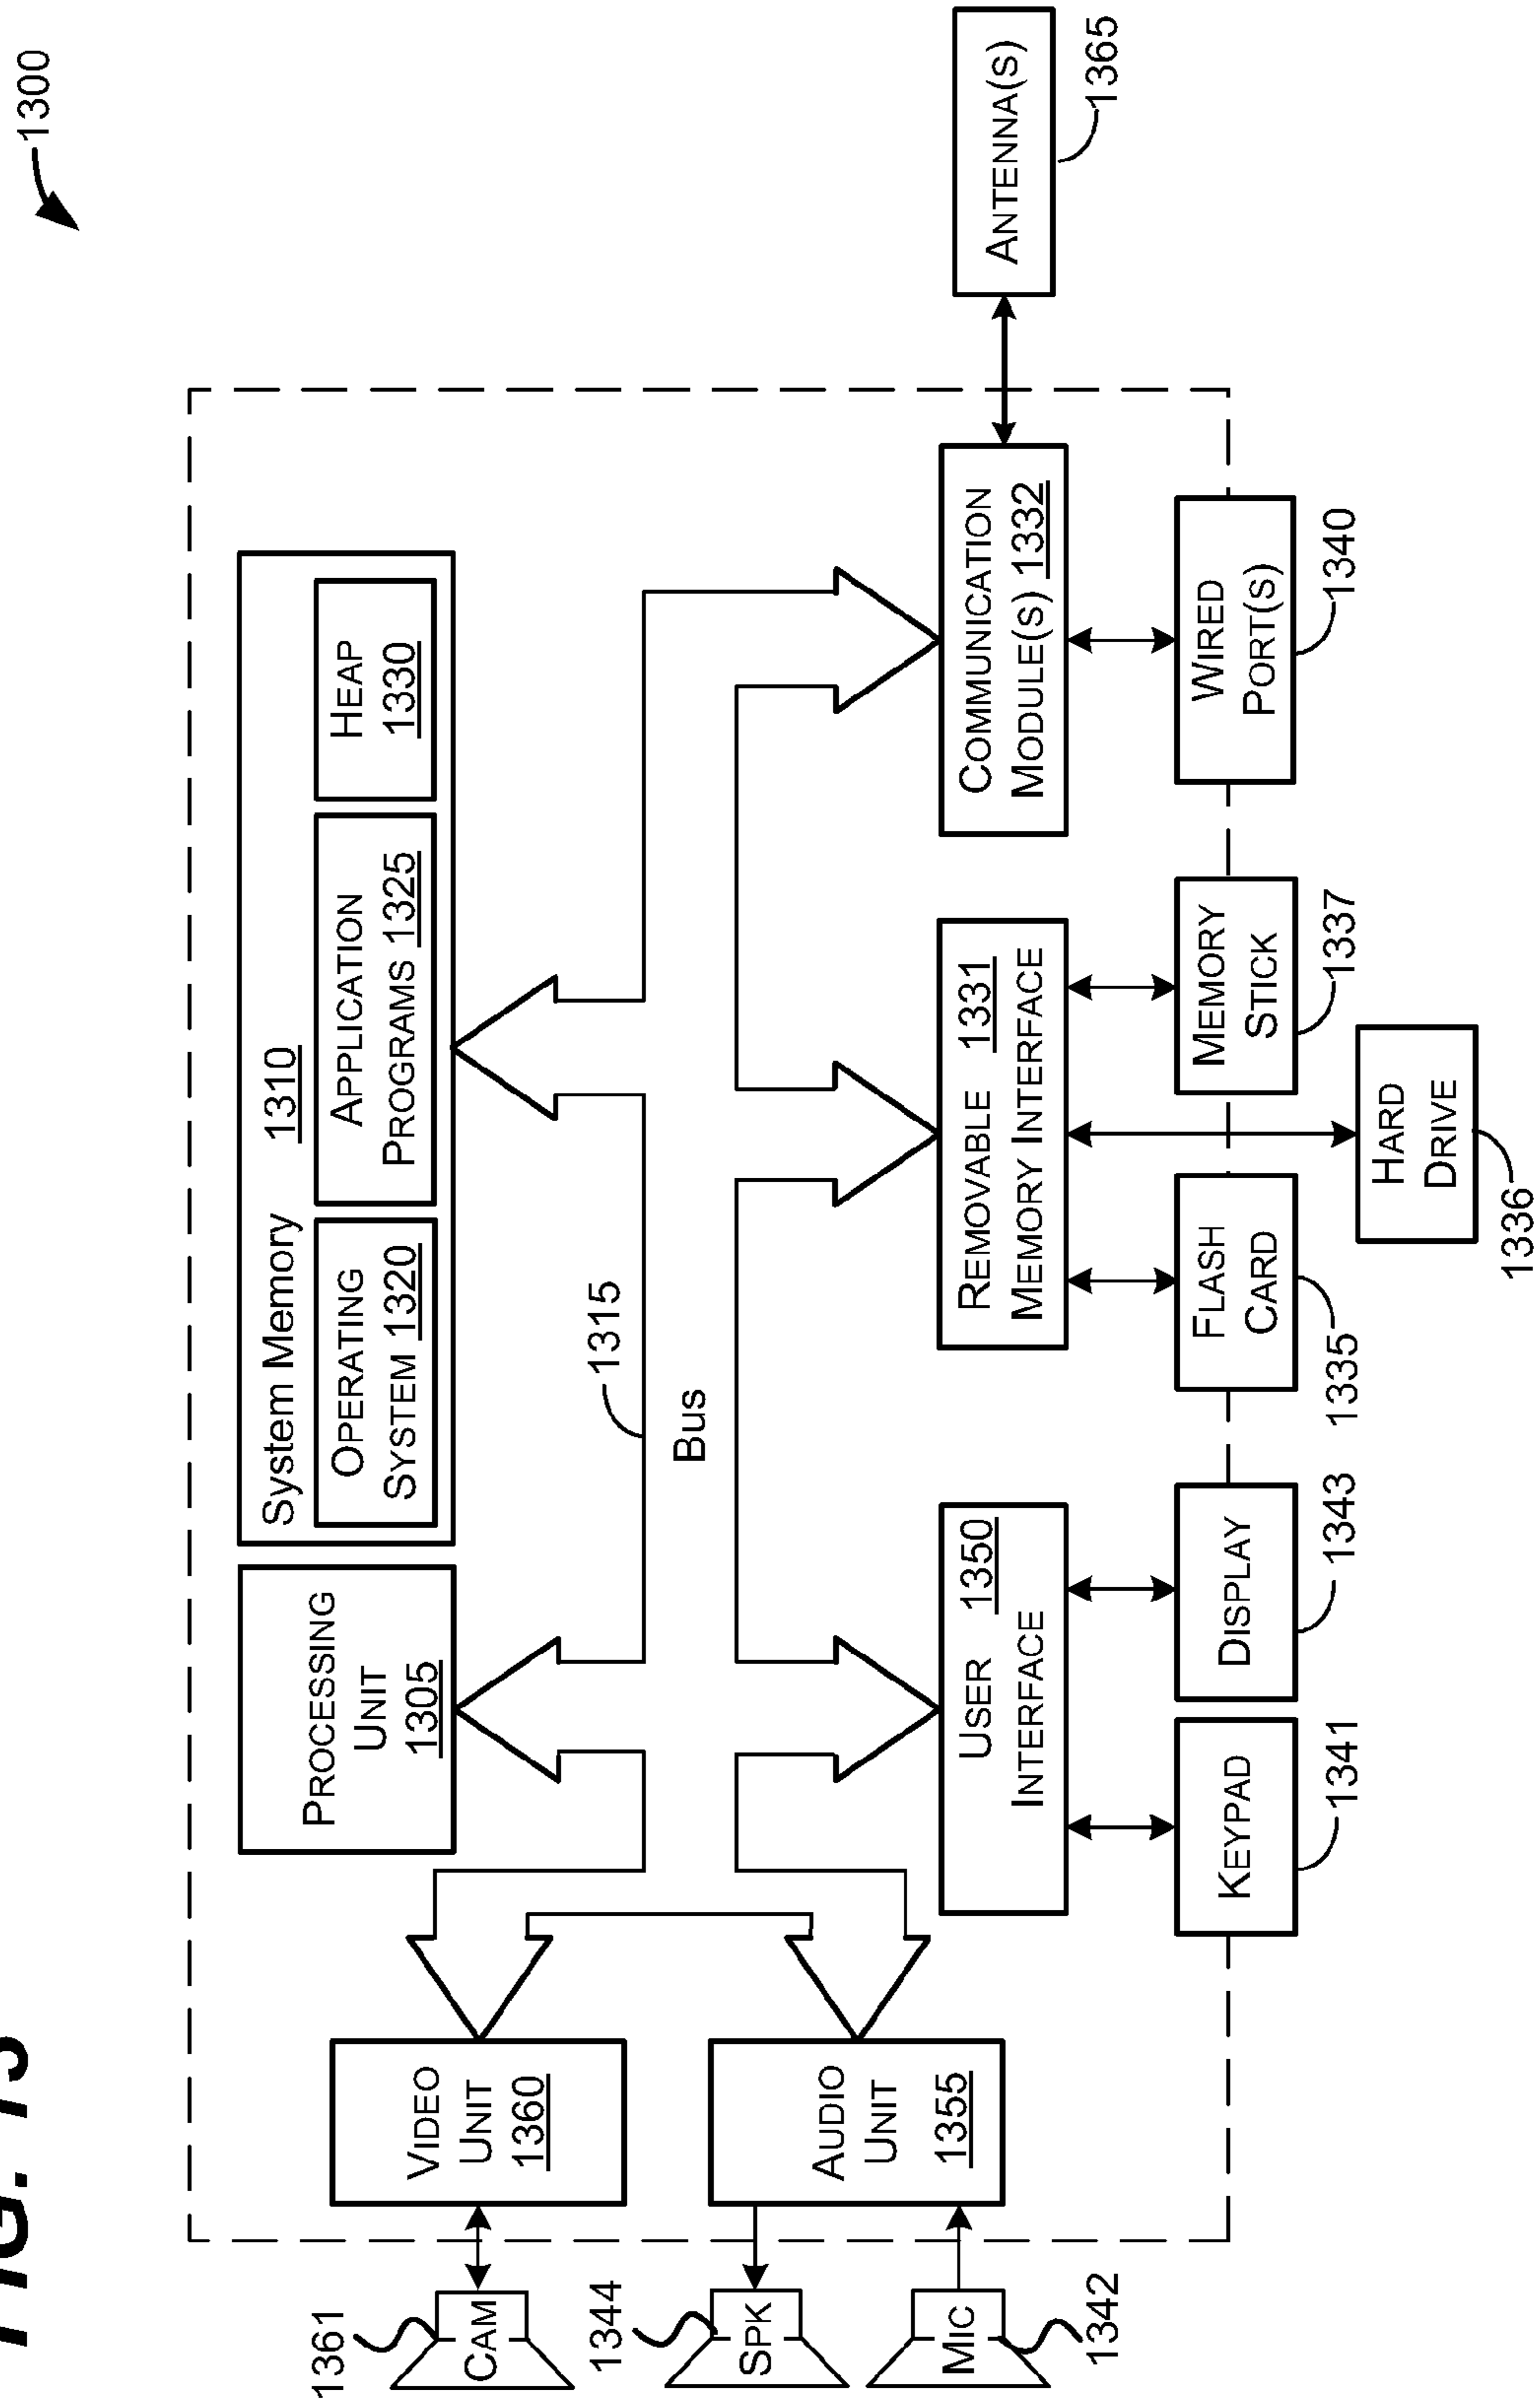 FIG. 13
1300
System Memory 1310
PROCESSING
UNIT
1305
OPERATING
SYSTEM 1320
APPLICATION
PROGRAMS 1325
HEAP
1330
1361
CAM
VIDEO
UNIT
1360
1315
Bus
1344
SPK
MIC
1342
AUDIO
UNIT
1355
USER 1350
INTERFACE
REMOVABLE 1331
MEMORY INTERFACE
COMMUNICATION
MODULE(S) 1332
ANTENNA(S)
1365
KEYPAD
1341
DISPLAY
1343
FLASH
CARD
1335
MEMORY
STICK
1337
WIRED
PORT(S)
1340
HARD
DRIVE
1336